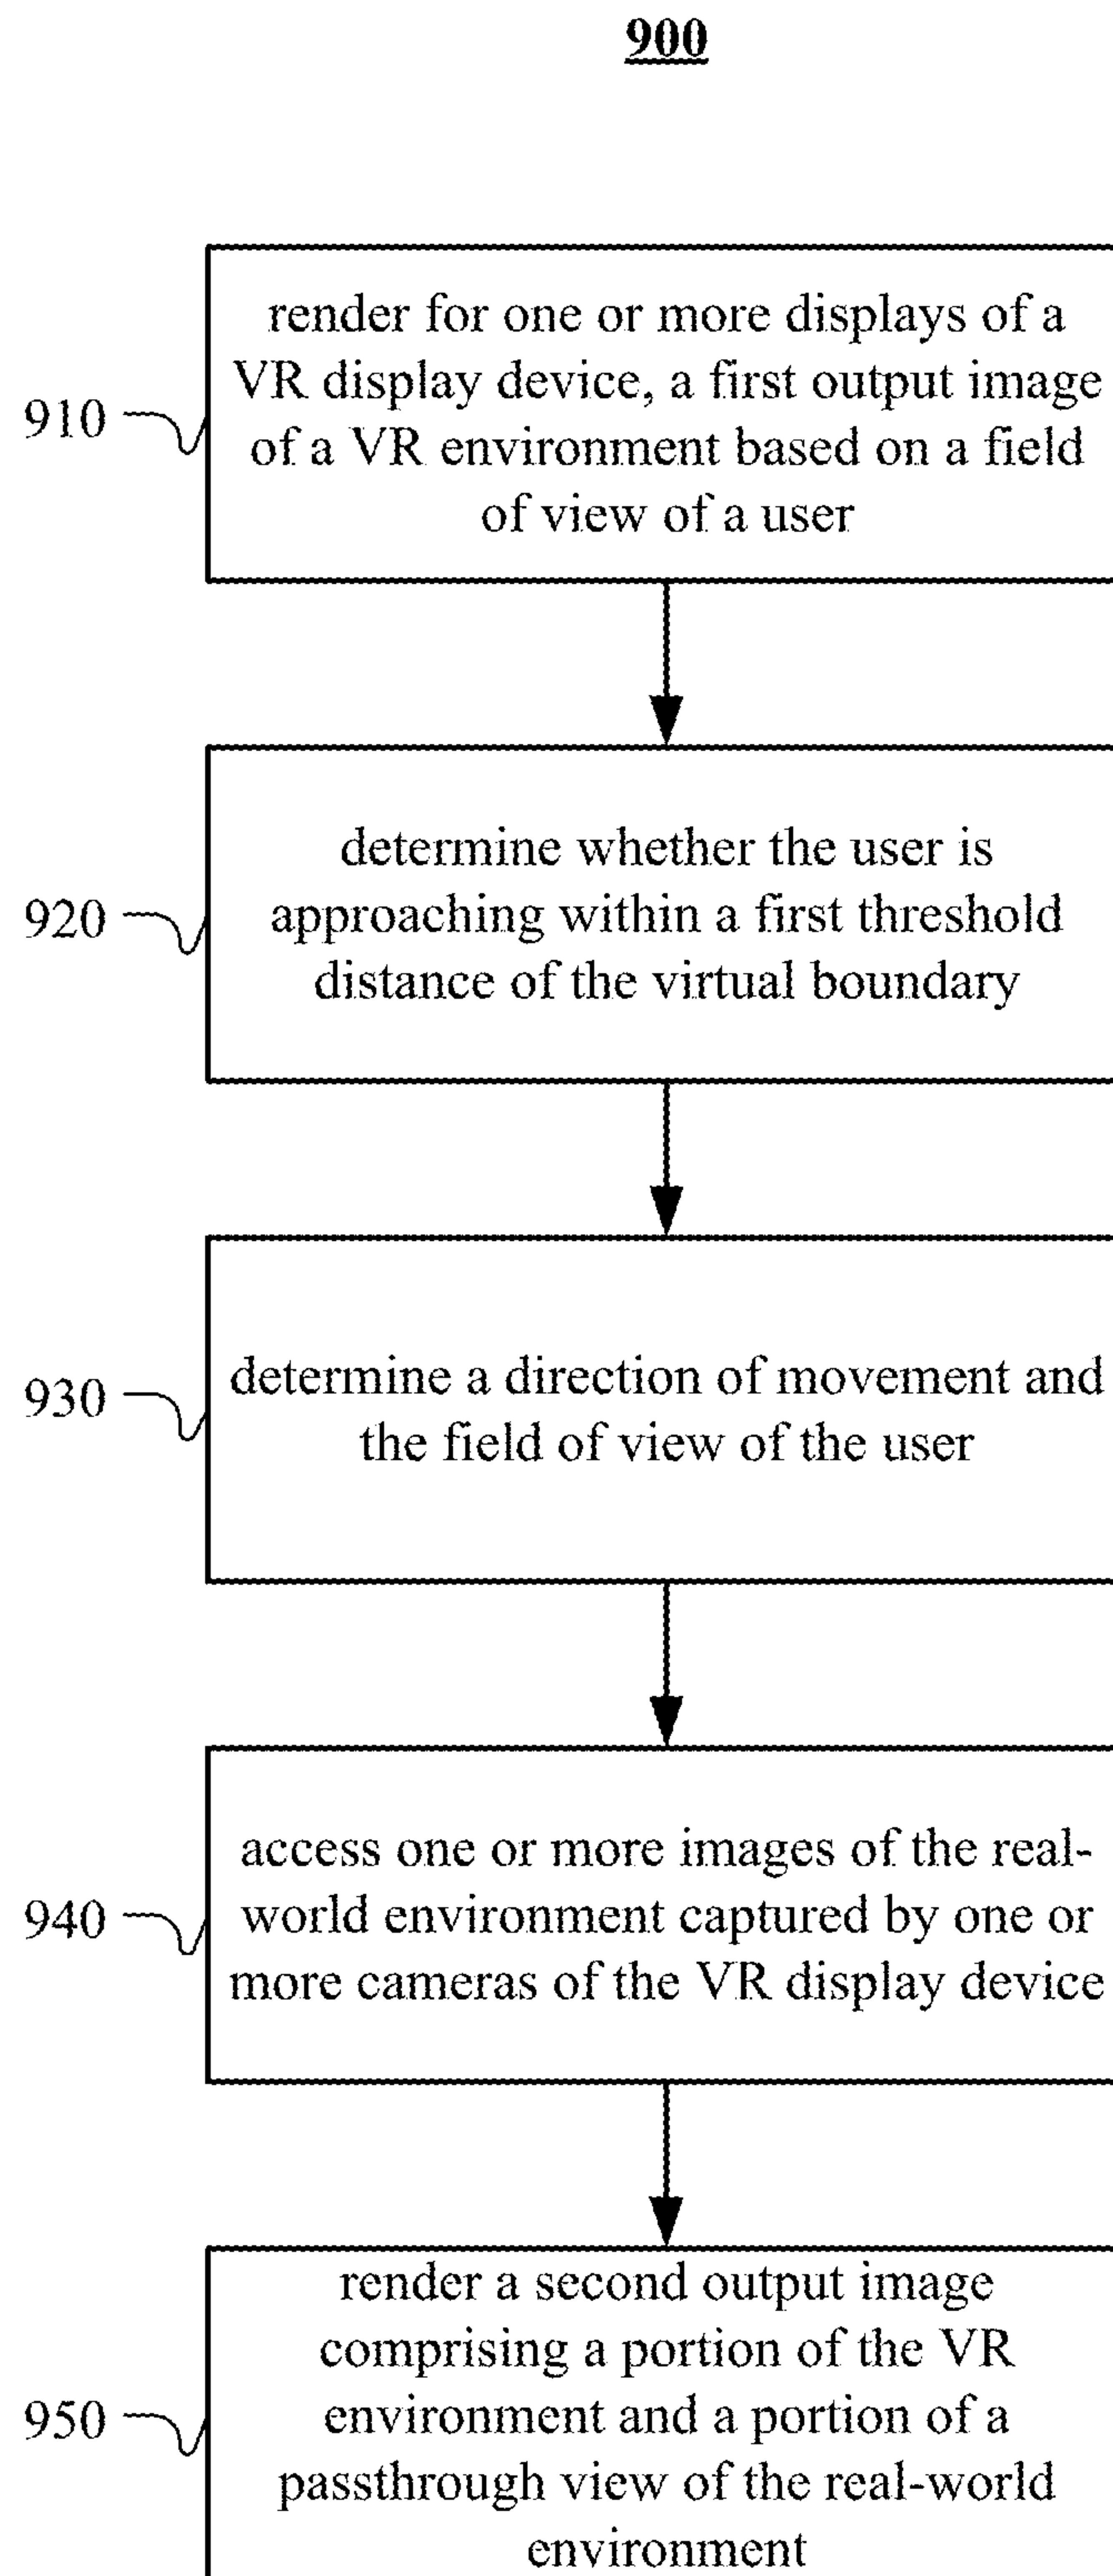 900
910
render for one or more displays of a
VR display device, a first output image
of a VR environment based on a field
of view of a user
920
determine whether the user is
approaching within a first threshold
distance of the virtual boundary
930
determine a direction of movement and
the field of view of the user
940
access one or more images of the real-
world environment captured by one or
more cameras of the VR display device
950
render a second output image
comprising a portion of the VR
environment and a portion of a
passthrough view of the real-world
environment